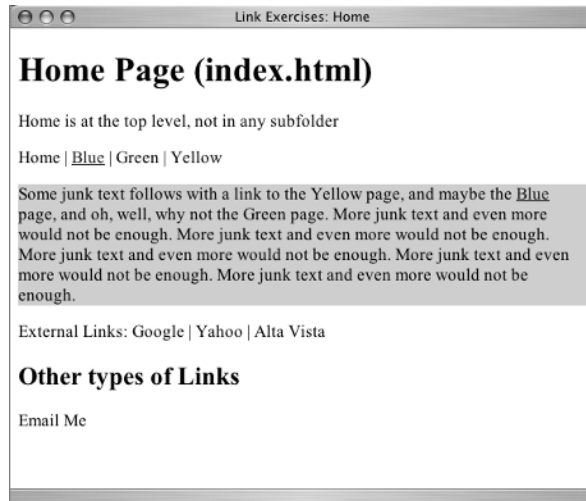 Link Exercises: Home
Home Page (index.html)
Home is at the top level, not in any subfolder
Home | Blue | Green | Yellow
Some junk text follows with a link to the Yellow page, and maybe the Blue
page, and oh, well, why not the Green page. More junk text and even more
would not be enough. More junk text and even more would not be enough.
More junk text and even more would not be enough. More junk text and even
more would not be enough. More junk text and even more would not be
enough.
External Links: Google | Yahoo | Alta Vista
Other types of Links
Email Me